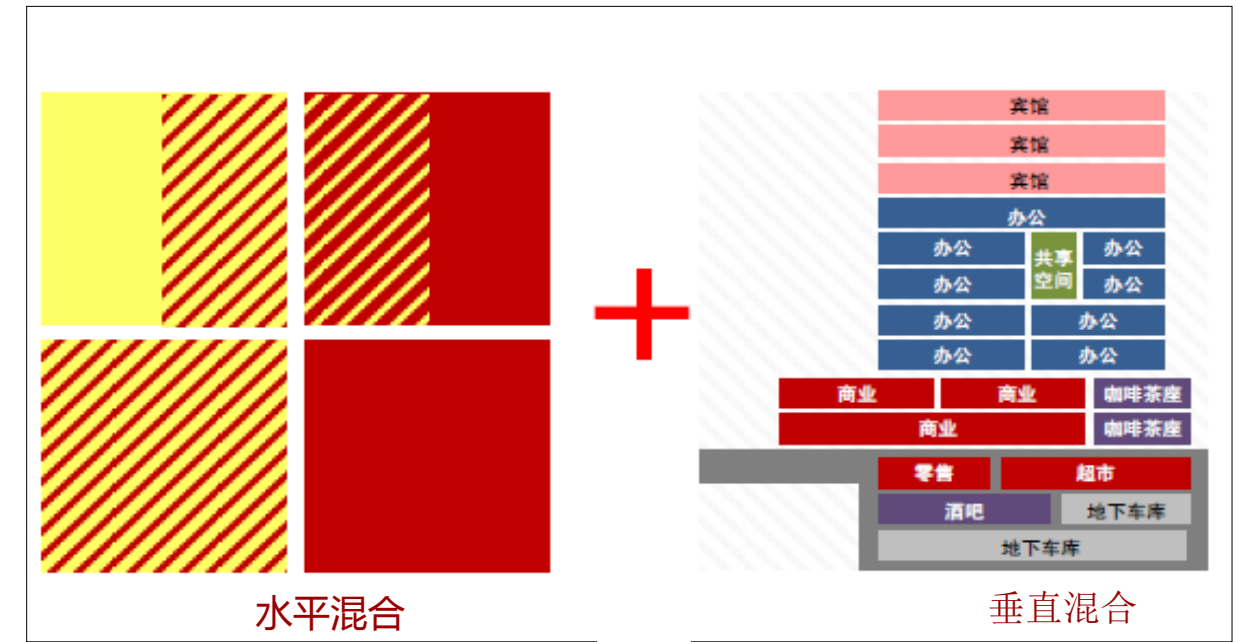 宾馆
宾馆
宾馆
办公
办公 共享 办公
办公 空间 办公
办公 办公
办公 办公
商业 商业 咖啡茶座
商业 咖啡茶座
零售 超市
酒吧 地下车库
地下车库
水平混合 垂直混合